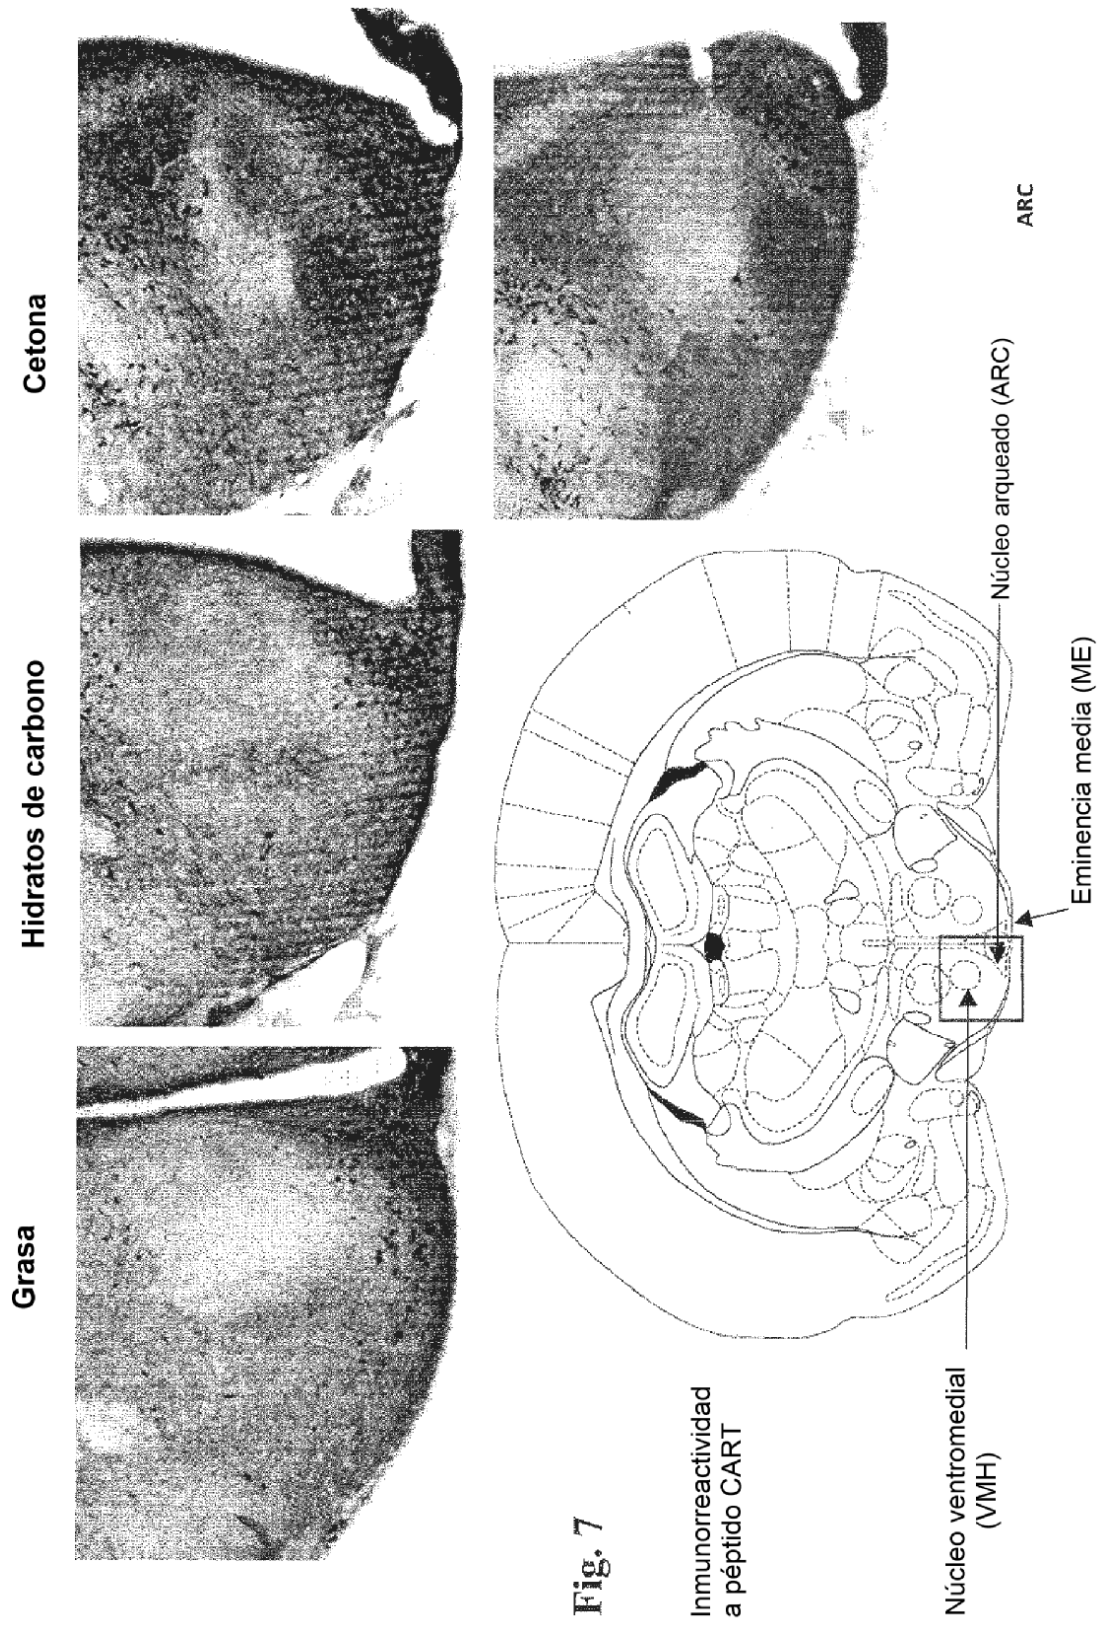 Grasa
Hidratos de carbono
Cetona
Fig. 7
Inmunorreactividad
a péptido CART
Núcleo ventromedial
(VMH)
Eminencia media (ME)
Núcleo arqueado (ARC)
ARC